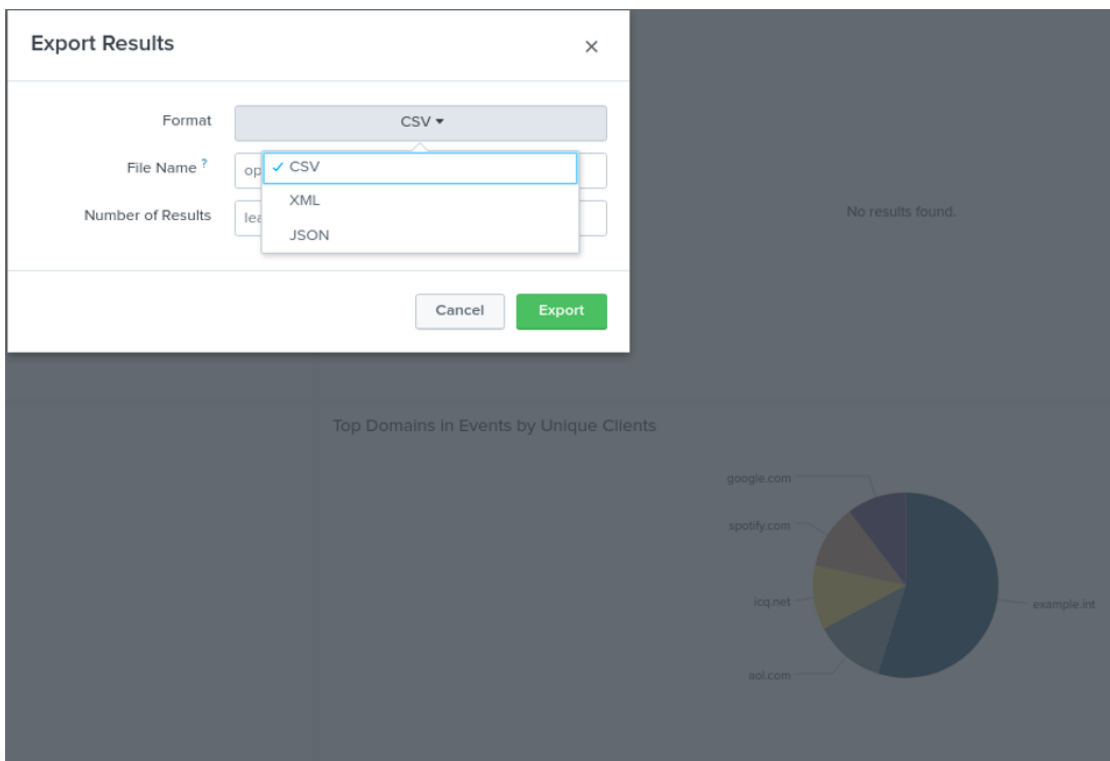 Export Results
Format
CSV
File Name ?
op
CSV
XML
Number of Results
lea
JSON
Cancel
Export
No results found.
Top Domains in Events by Unique Clients
google.com
spotify.com
icq.net
example.int
aol.com